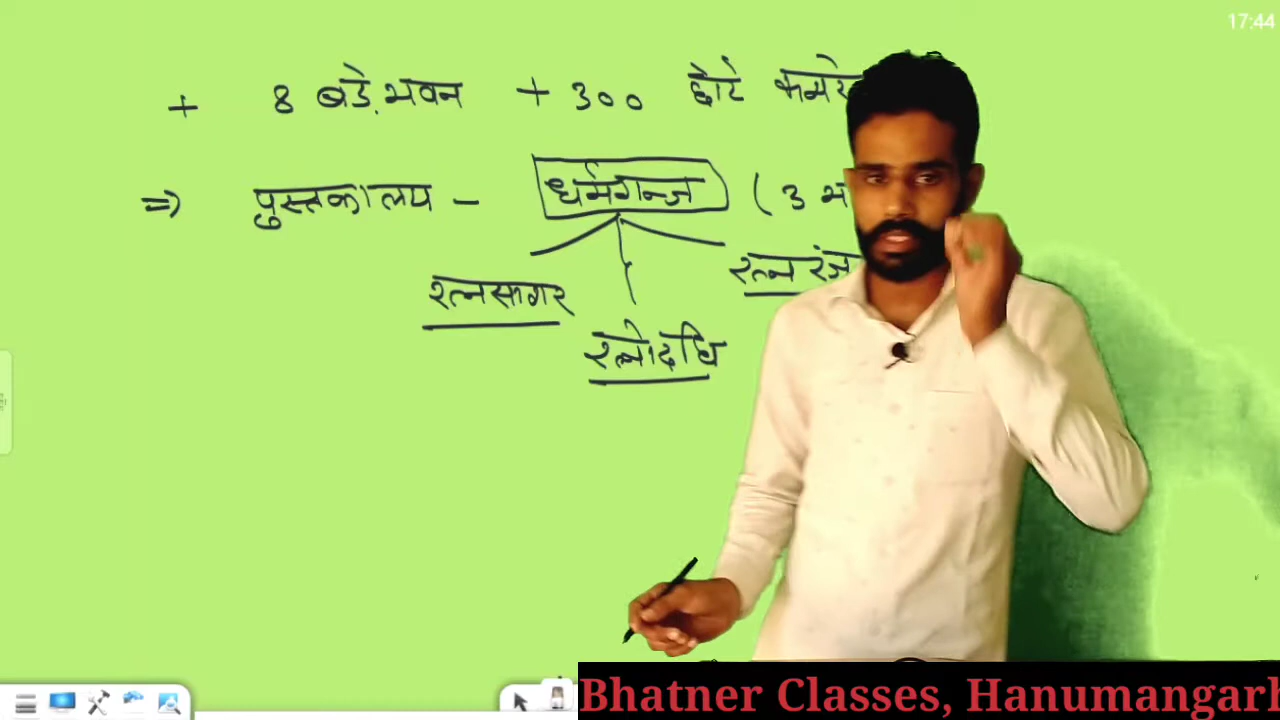 17:44
+ 8 बड़े भवन + 300 छोटे कमरे
⇒ पुस्तकालय - धर्मगन्ज ( 3 भ
रत्नसागर रत्नोदधि रत्न रंज
Bhatner Classes, Hanumangarh